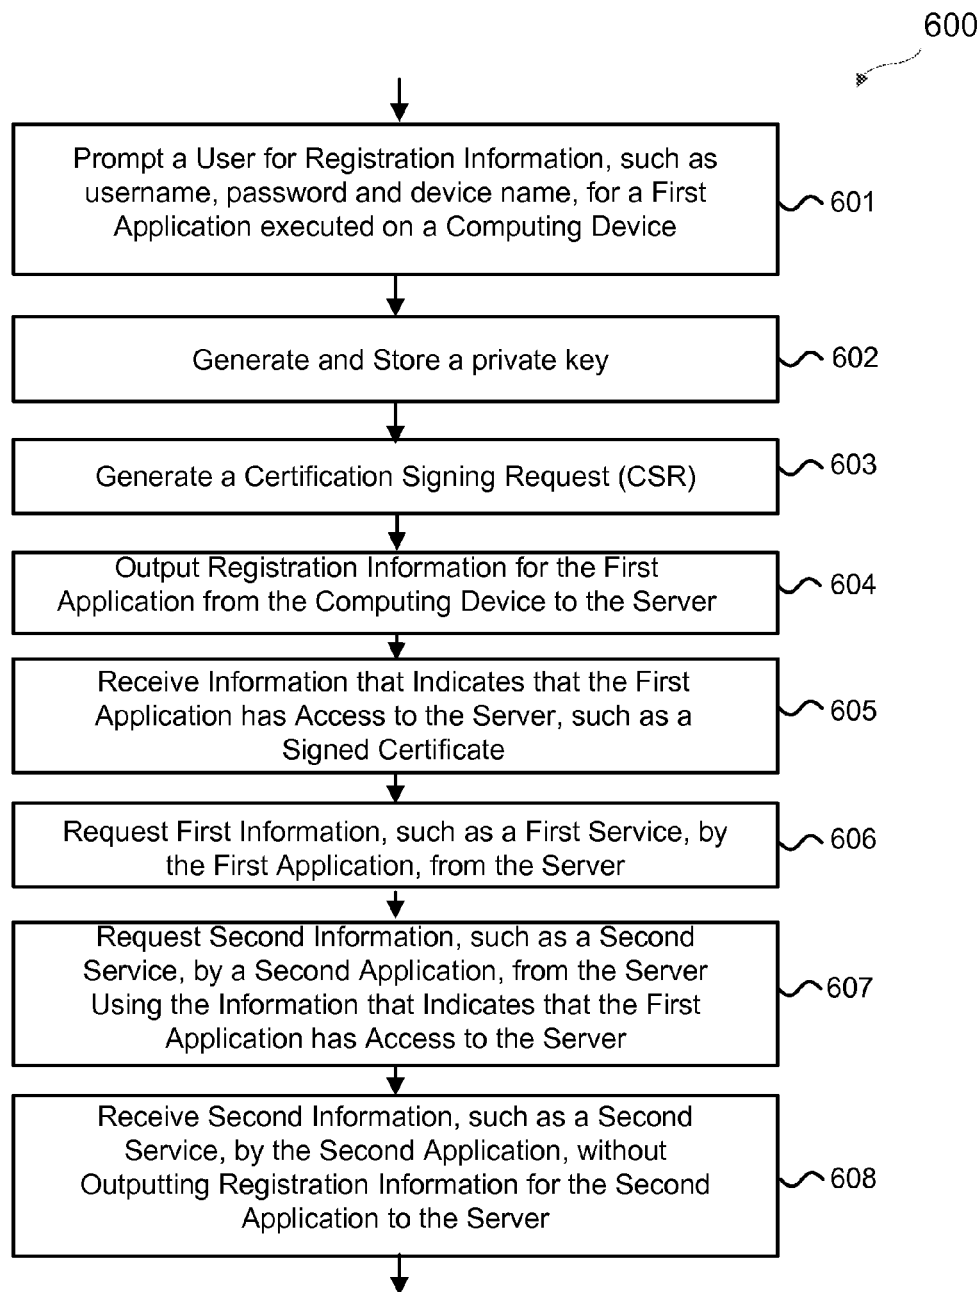 600
Prompt a User for Registration Information, such as
username, password and device name, for a First
Application executed on a Computing Device
601
Generate and Store a private key
602
Generate a Certification Signing Request (CSR)
603
Output Registration Information for the First
Application from the Computing Device to the Server
604
Receive Information that Indicates that the First
Application has Access to the Server, such as a
Signed Certificate
605
Request First Information, such as a First Service, by
the First Application, from the Server
606
Request Second Information, such as a Second
Service, by a Second Application, from the Server
Using the Information that Indicates that the First
Application has Access to the Server
607
Receive Second Information, such as a Second
Service, by the Second Application, without
Outputting Registration Information for the Second
Application to the Server
608